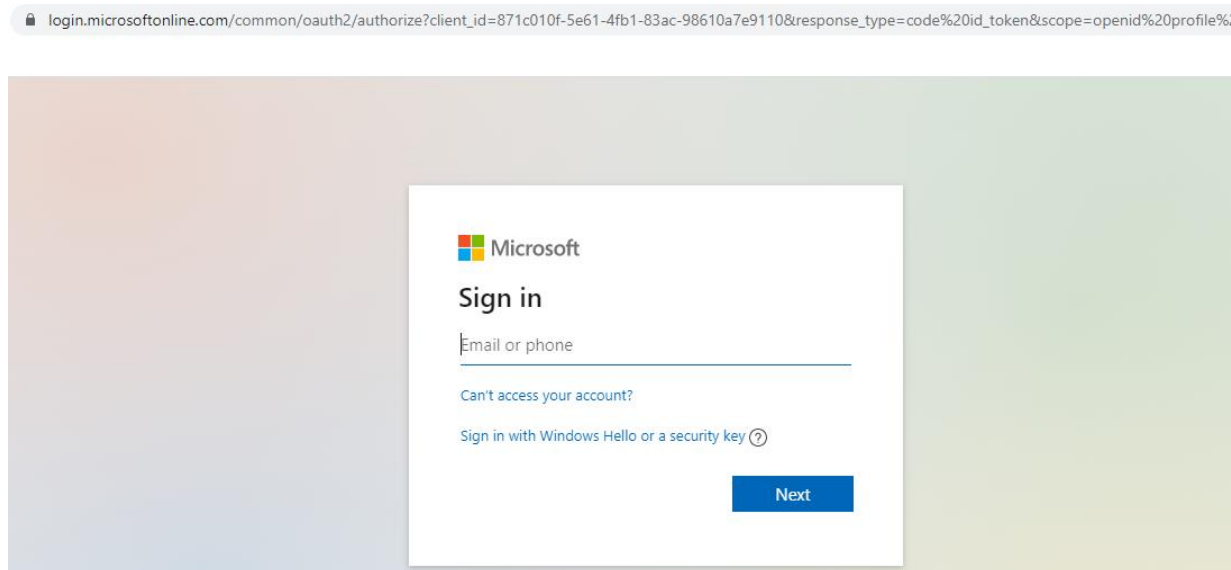 login.microsoftonline.com/common/oauth2/authorize?client_id=871c010f-5e61-4fb1-83ac-98610a7e9110&response_type=code%20id_token&scope=openid%20profile%2
Microsoft
Sign in
Email or phone
Can't access your account?
Sign in with Windows Hello or a security key ?
Next